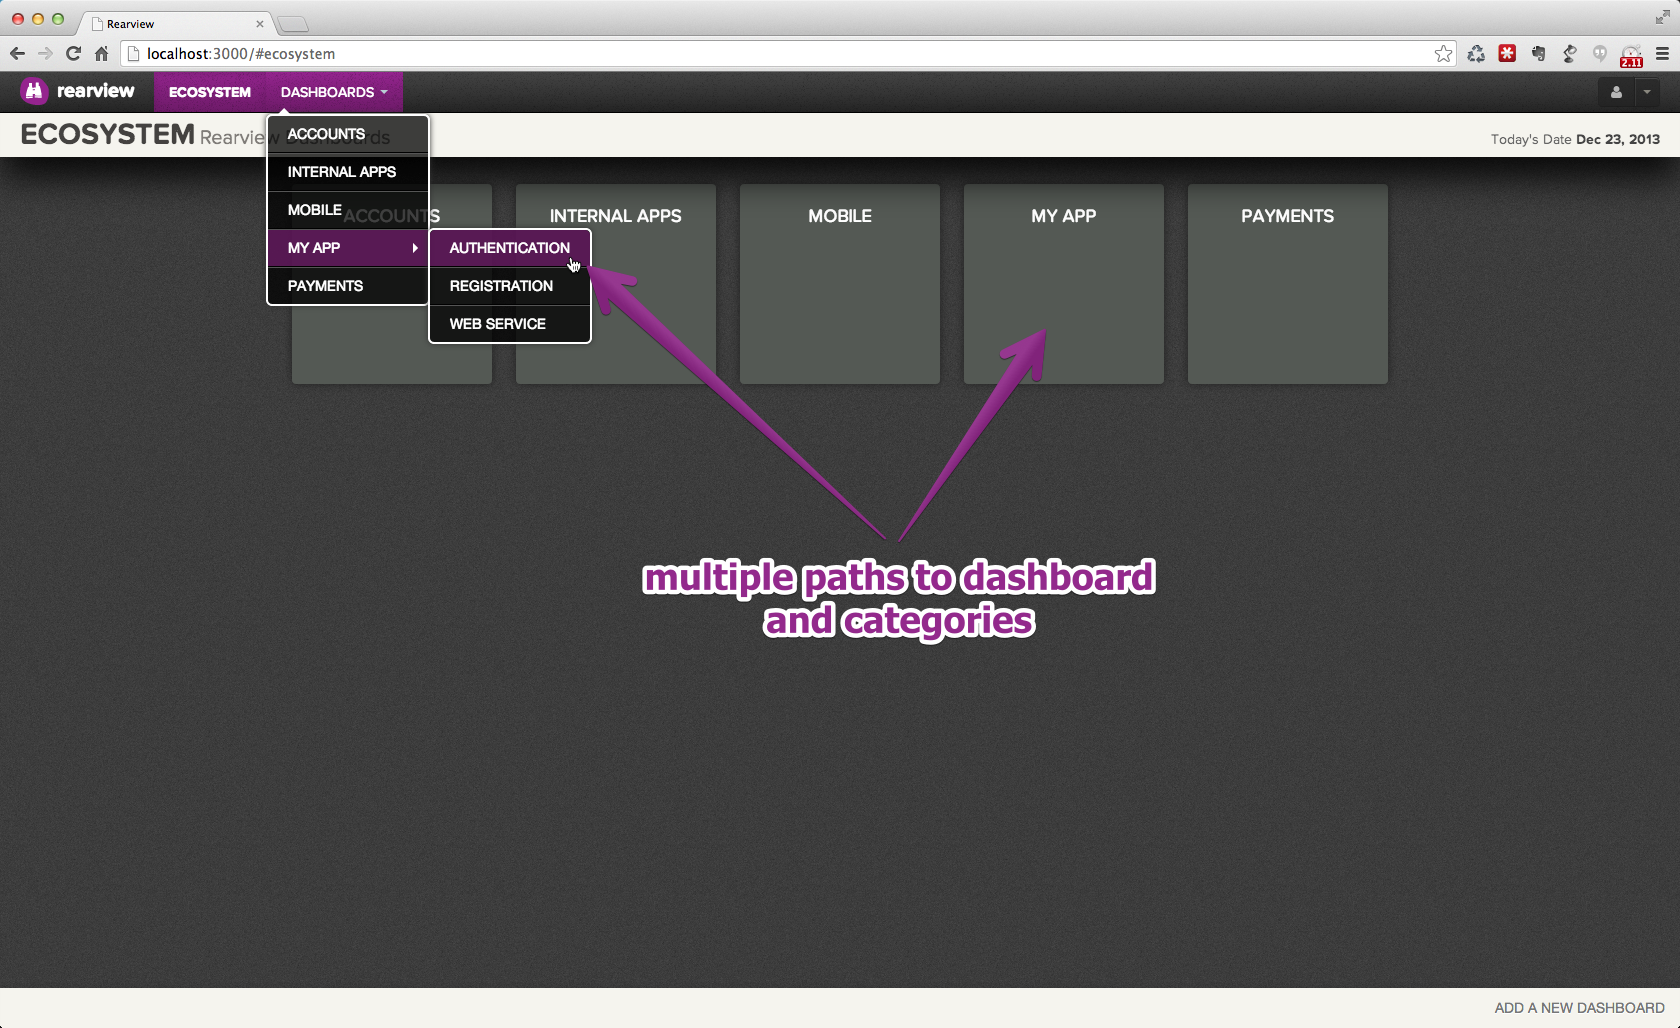 Rearview
localhost:3000/#ecosystem
2.11
rearview
ECOSYSTEM
DASHBOARDS
ECOSYSTEM Rearview Dashboards
Today's Date Dec 23, 2013
ACCOUNTS
INTERNAL APPS
MOBILE
MY APP
PAYMENTS
AUTHENTICATION
REGISTRATION
WEB SERVICE
ACCOUNTS
INTERNAL APPS
MOBILE
MY APP
PAYMENTS
multiple paths to dashboard
and categories
ADD A NEW DASHBOARD